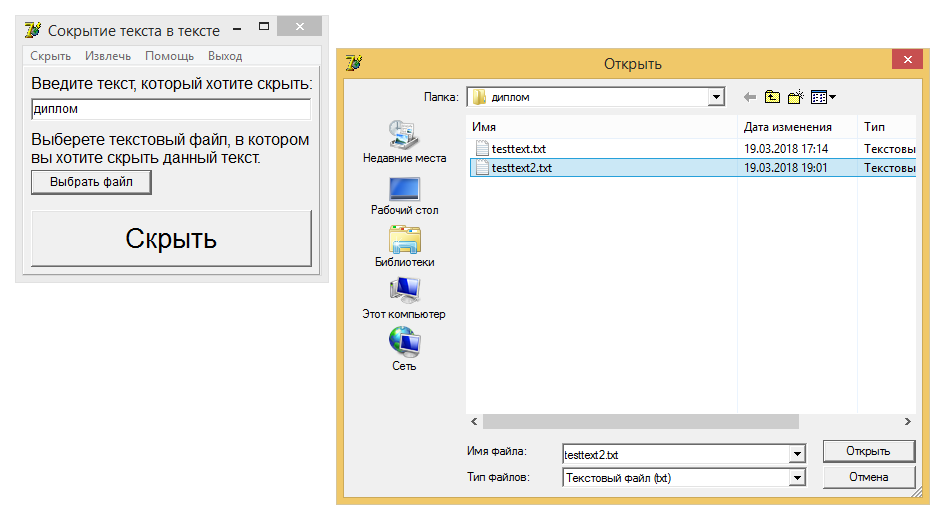 Сокрытие текста в тексте
Скрыть Извлечь Помощь Выход
Введите текст, который хотите скрыть:
диплом
Выберете текстовый файл, в котором
вы хотите скрыть данный текст.
Выбрать файл
Скрыть
Открыть
Папка: диплом
Недавние места
Рабочий стол
Библиотеки
Этот компьютер
Сеть
Имя Дата изменения Тип
testtext.txt 19.03.2018 17:14 Текстовы
testtext2.txt 19.03.2018 19:01 Текстовы
Имя файла: testtext2.txt Открыть
Тип файлов: Текстовый файл (txt) Отмена